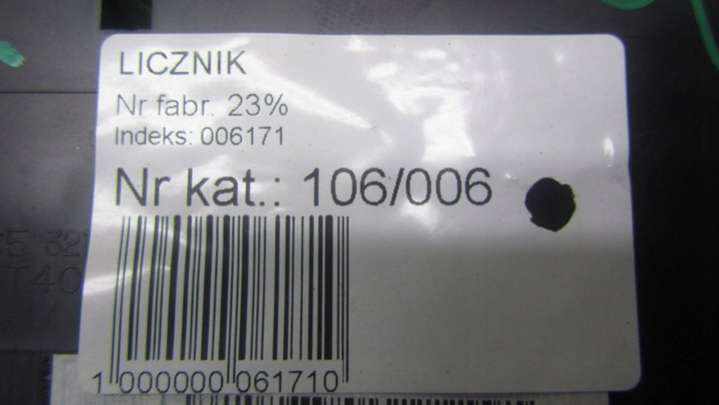 LICZNIK
Nr fabr. 23%
Indeks: 006171
Nr kat.: 106/006
1 000000 061710